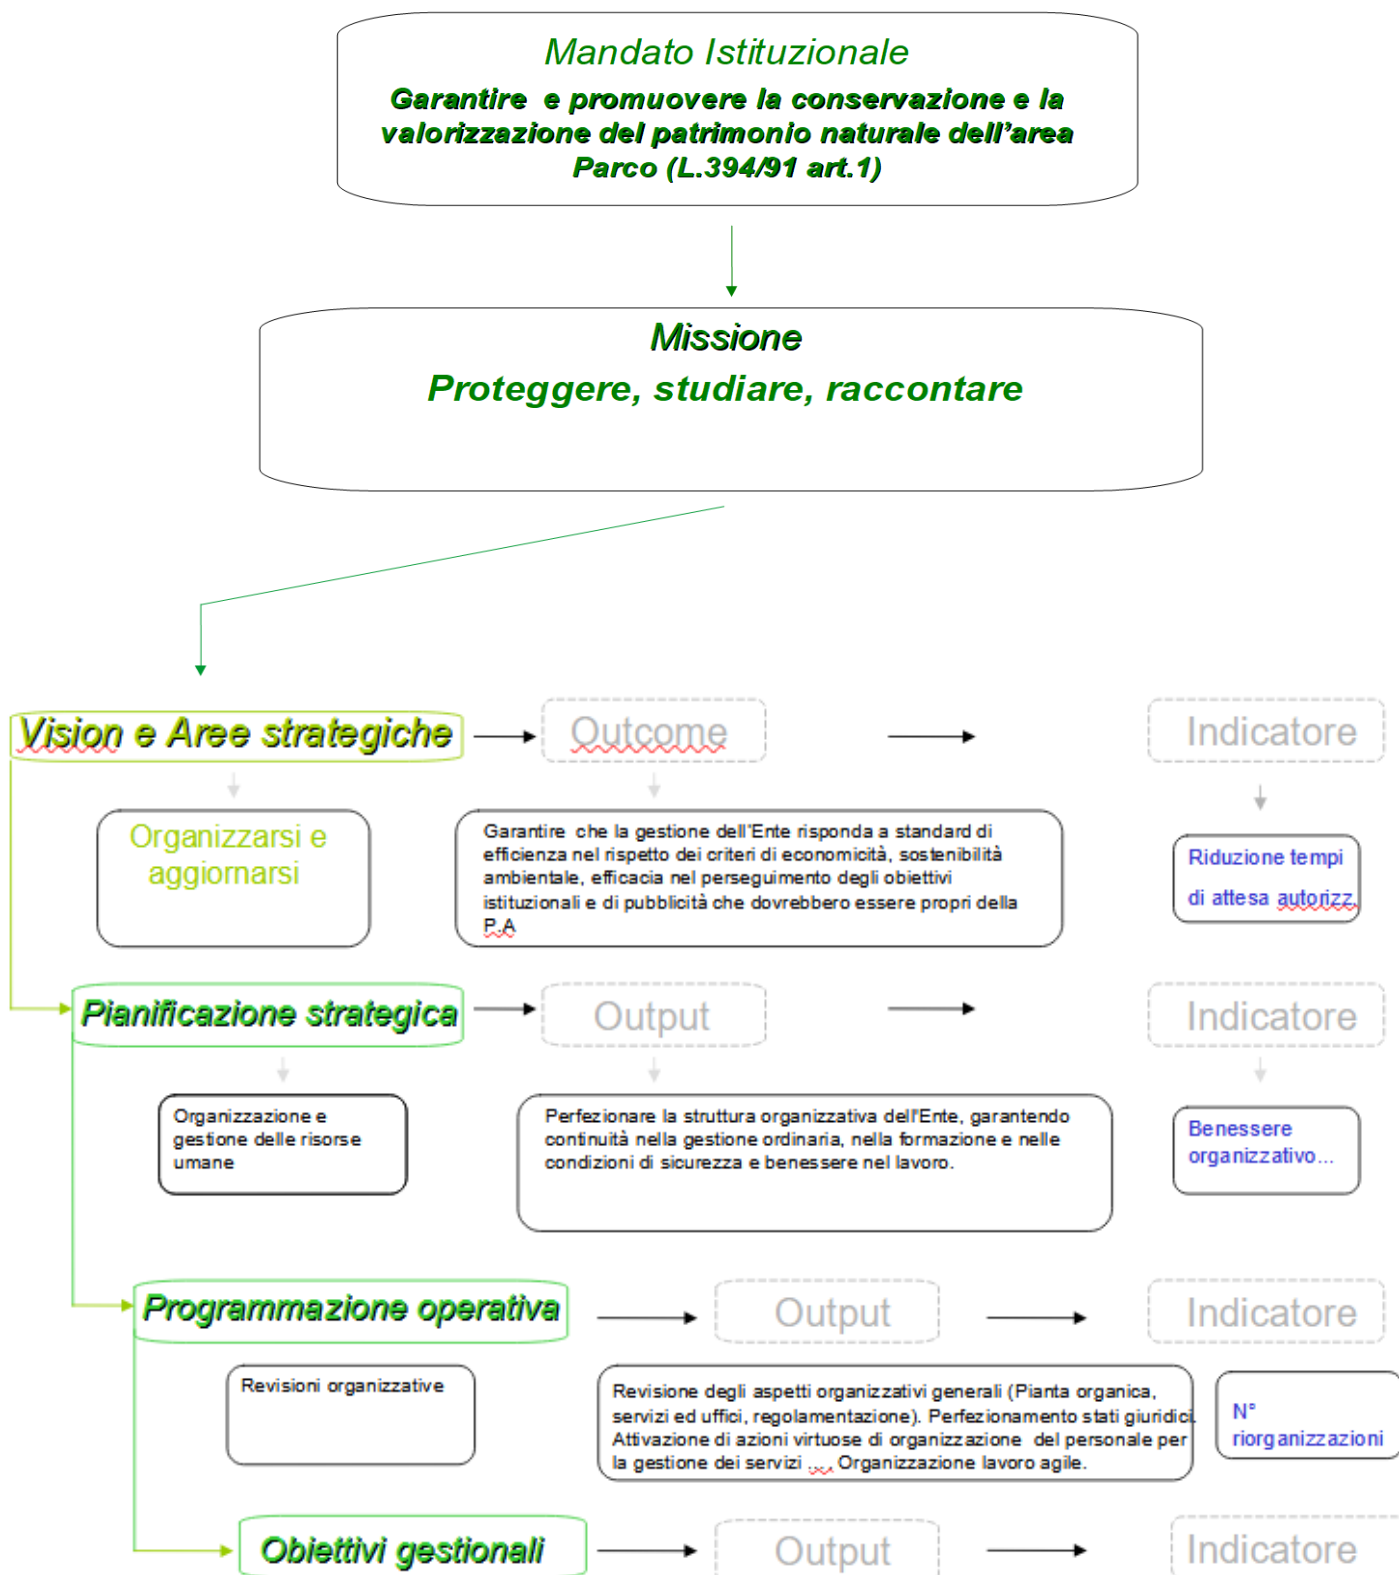 Mandato Istituzionale
Garantire e promuovere la conservazione e la
valorizzazione del patrimonio naturale dell'area
Parco (L.394/91 art.1)
Missione
Proteggere, studiare, raccontare
Vision e Aree strategiche
Outcome
Indicatore
Organizzarsi e
aggiornarsi
Garantire che la gestione dell'Ente risponda a standard di
efficienza nel rispetto dei criteri di economicità, sostenibilità
ambientale, efficacia nel perseguimento degli obiettivi
istituzionali e di pubblicità che dovrebbero essere propri della
P.A
Riduzione tempi
di attesa autorizz.
Pianificazione strategica
Output
Indicatore
Organizzazione e
gestione delle risorse
umane
Perfezionare la struttura organizzativa dell'Ente, garantendo
continuità nella gestione ordinaria, nella formazione e nelle
condizioni di sicurezza e benessere nel lavoro.
Benessere
organizzativo...
Programmazione operativa
Output
Indicatore
Revisioni organizzative
Revisione degli aspetti organizzativi generali (Pianta organica,
servizi ed uffici, regolamentazione). Perfezionamento stati giuridici.
Attivazione di azioni virtuose di organizzazione del personale per
la gestione dei servizi .... Organizzazione lavoro agile.
N°
riorganizzazioni
Obiettivi gestionali
Output
Indicatore